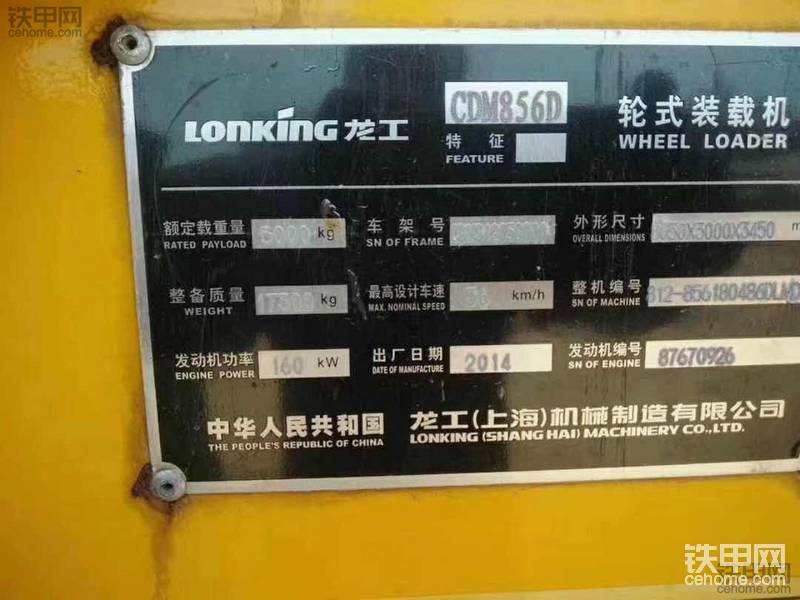 铁甲网
cehome.com
LONKING 龙工
CDM856D
轮式装载机
WHEEL LOADER
特征
FEATURE
额定载重量
RATED PAYLOAD
5000 kg
车架号
SN OF FRAME
外形尺寸
OVERALL DIMENSIONS
X3000X3450
整备质量
WEIGHT
17500 kg
最高设计车速
MAX. NOMINAL SPEED
km/h
整机编号
SN OF MACHINE
发动机功率
ENGINE POWER
160 kW
出厂日期
DATE OF MANUFACTURE
2014
发动机编号
SN OF ENGINE
87670926
中华人民共和国
THE PEOPLE'S REPUBLIC OF CHINA
龙工(上海)机械制造有限公司
LONKING (SHANG HAI) MACHINERY CO.,LTD.
铁甲网
cehome.com